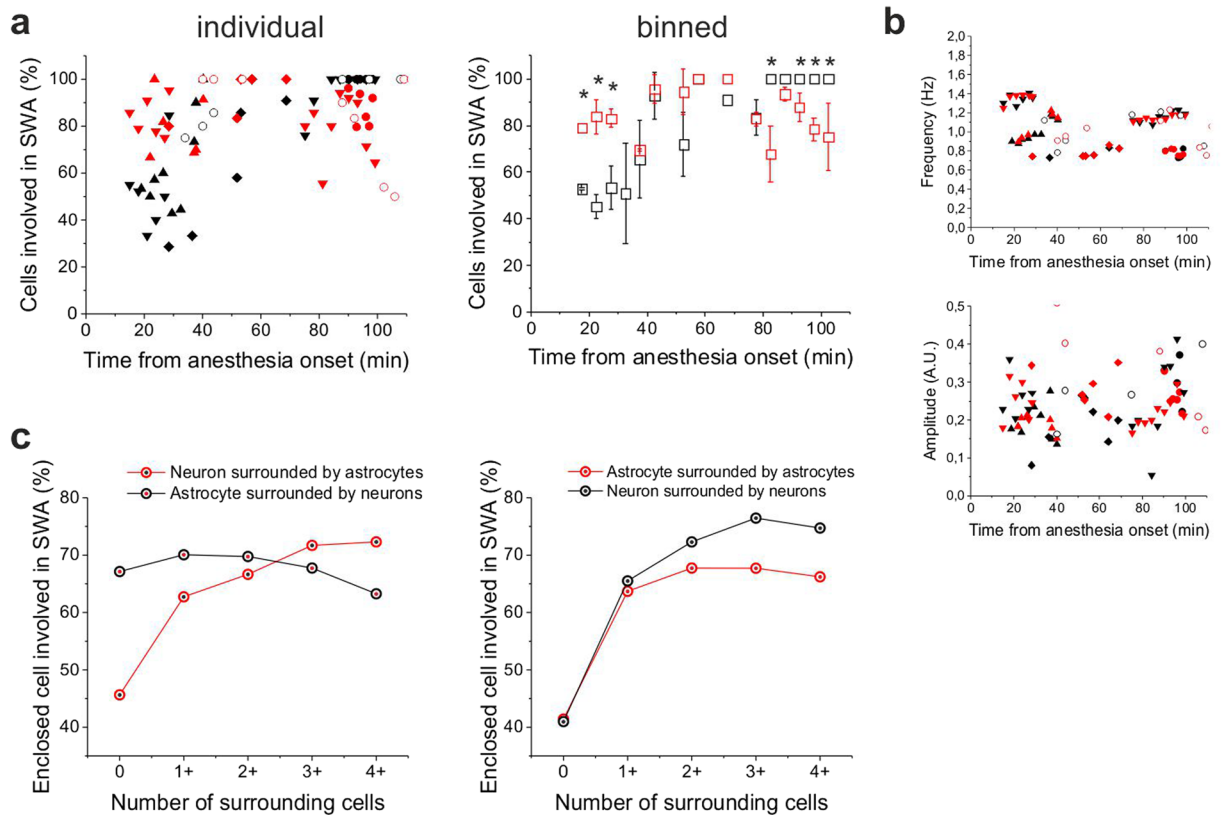 a
individual
Cells involved in SWA (%)
100
80
60
40
20
0
0 20 40 60 80 100
Time from anesthesia onset (min)
binned
Cells involved in SWA (%)
100
80
60
40
20
0
* * * * * * *
0 20 40 60 80 100
Time from anesthesia onset (min)
b
Frequency (Hz)
2,0
1,8
1,6
1,4
1,2
1,0
0,8
0,6
0,4
0,2
0,0
0 20 40 60 80 100
Time from anesthesia onset (min)
Amplitude (A.U.)
0,5
0,4
0,3
0,2
0,1
0,0
0 20 40 60 80 100
Time from anesthesia onset (min)
c
Neuron surrounded by astrocytes
Astrocyte surrounded by neurons
Enclosed cell involved in SWA (%)
80
70
60
50
40
0 1+ 2+ 3+ 4+
Number of surrounding cells
Astrocyte surrounded by astrocytes
Neuron surrounded by neurons
Enclosed cell involved in SWA (%)
80
70
60
50
40
0 1+ 2+ 3+ 4+
Number of surrounding cells